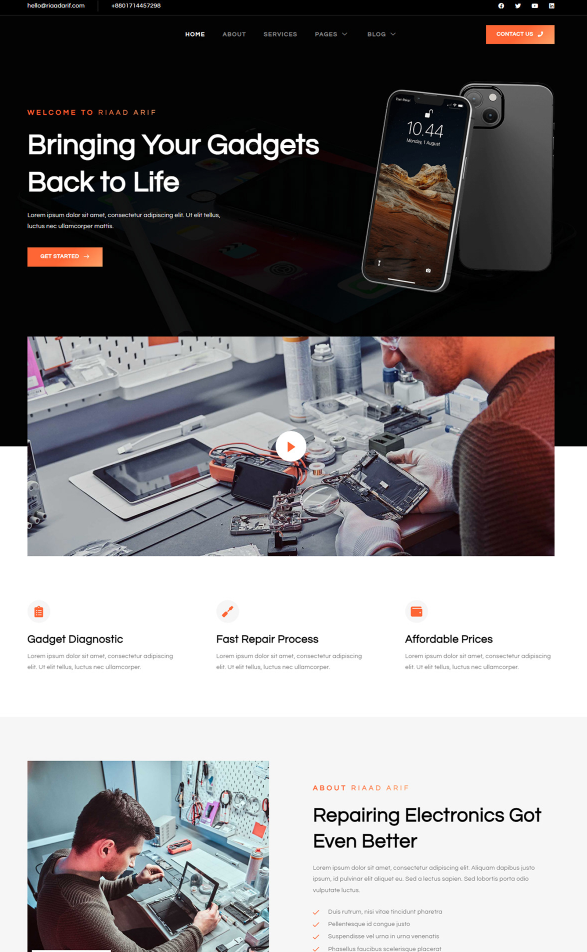 hello@riaadarif.com +8801714457298
HOME ABOUT SERVICES PAGES BLOG CONTACT US
WELCOME TO RIAAD ARIF
Bringing Your Gadgets
Back to Life
Lorem ipsum dolor sit amet, consectetur adipiscing elit. Ut elit tellus,
luctus nec ullamcorper mattis.
GET STARTED
10.44
Monday, 1 August
Gadget Diagnostic
Lorem ipsum dolor sit amet, consectetur adipiscing
elit. Ut elit tellus, luctus nec ullamcorper.
Fast Repair Process
Lorem ipsum dolor sit amet, consectetur adipiscing
elit. Ut elit tellus, luctus nec ullamcorper.
Affordable Prices
Lorem ipsum dolor sit amet, consectetur adipiscing
elit. Ut elit tellus, luctus nec ullamcorper.
ABOUT RIAAD ARIF
Repairing Electronics Got
Even Better
Lorem ipsum dolor sit amet, consectetur adipiscing elit. Aliquam dapibus justo
ipsum, id pulvinar elit aliquet eu. Sed a lectus sapien. Sed lobortis porta odio
vulputate luctus.
Duis rutrum, nisi vitae tincidunt pharetra
Pellentesque id congue justo
Suspendisse vel urna in urna venenatis
Phasellus faucibus scelerisque placerat